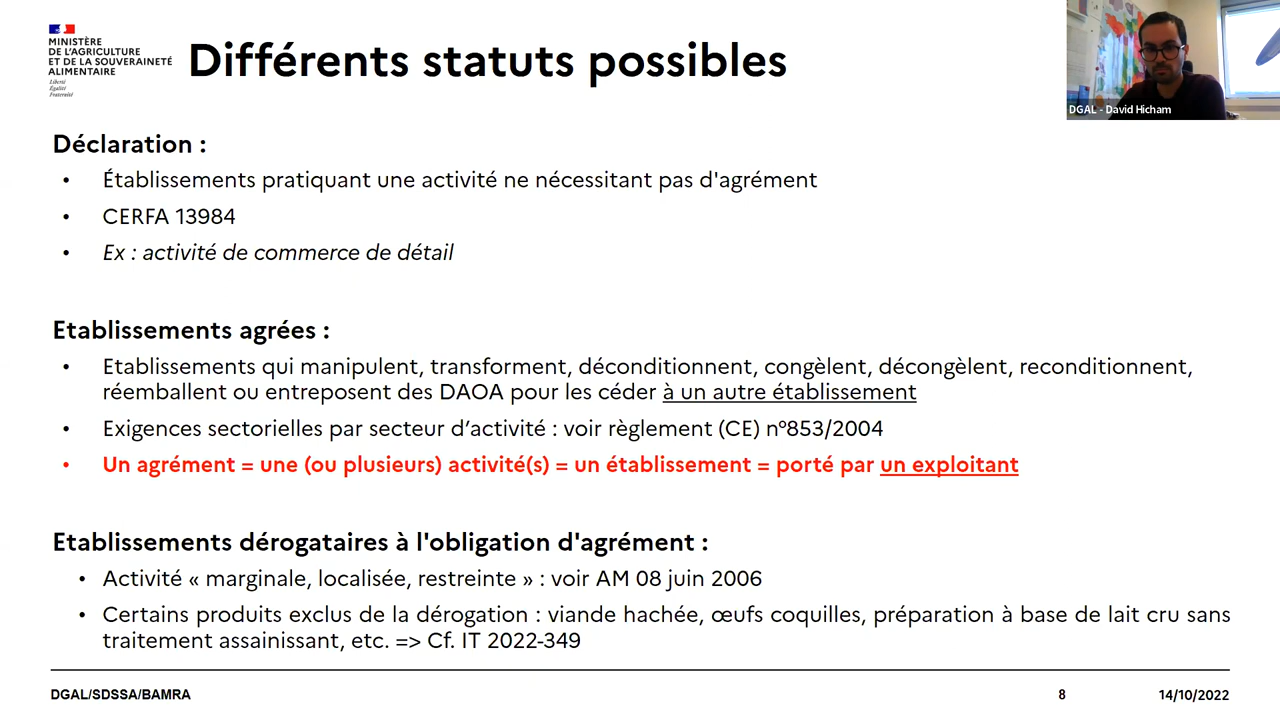 MINISTÈRE
DE L'AGRICULTURE
ET DE LA SOUVERAINETÉ
ALIMENTAIRE
Liberté
Égalité
Fraternité
Différents statuts possibles
DGAL - David Hicham
Déclaration :
• Établissements pratiquant une activité ne nécessitant pas d'agrément
• CERFA 13984
• Ex : activité de commerce de détail
Etablissements agrées :
• Etablissements qui manipulent, transforment, déconditionnent, congèlent, décongèlent, reconditionnent,
réemballent ou entreposent des DAOA pour les céder à un autre établissement
• Exigences sectorielles par secteur d’activité : voir règlement (CE) n°853/2004
• Un agrément = une (ou plusieurs) activité(s) = un établissement = porté par un exploitant
Etablissements dérogataires à l'obligation d'agrément :
• Activité « marginale, localisée, restreinte » : voir AM 08 juin 2006
• Certains produits exclus de la dérogation : viande hachée, œufs coquilles, préparation à base de lait cru sans
traitement assainissant, etc. => Cf. IT 2022-349
DGAL/SDSSA/BAMRA
8
14/10/2022